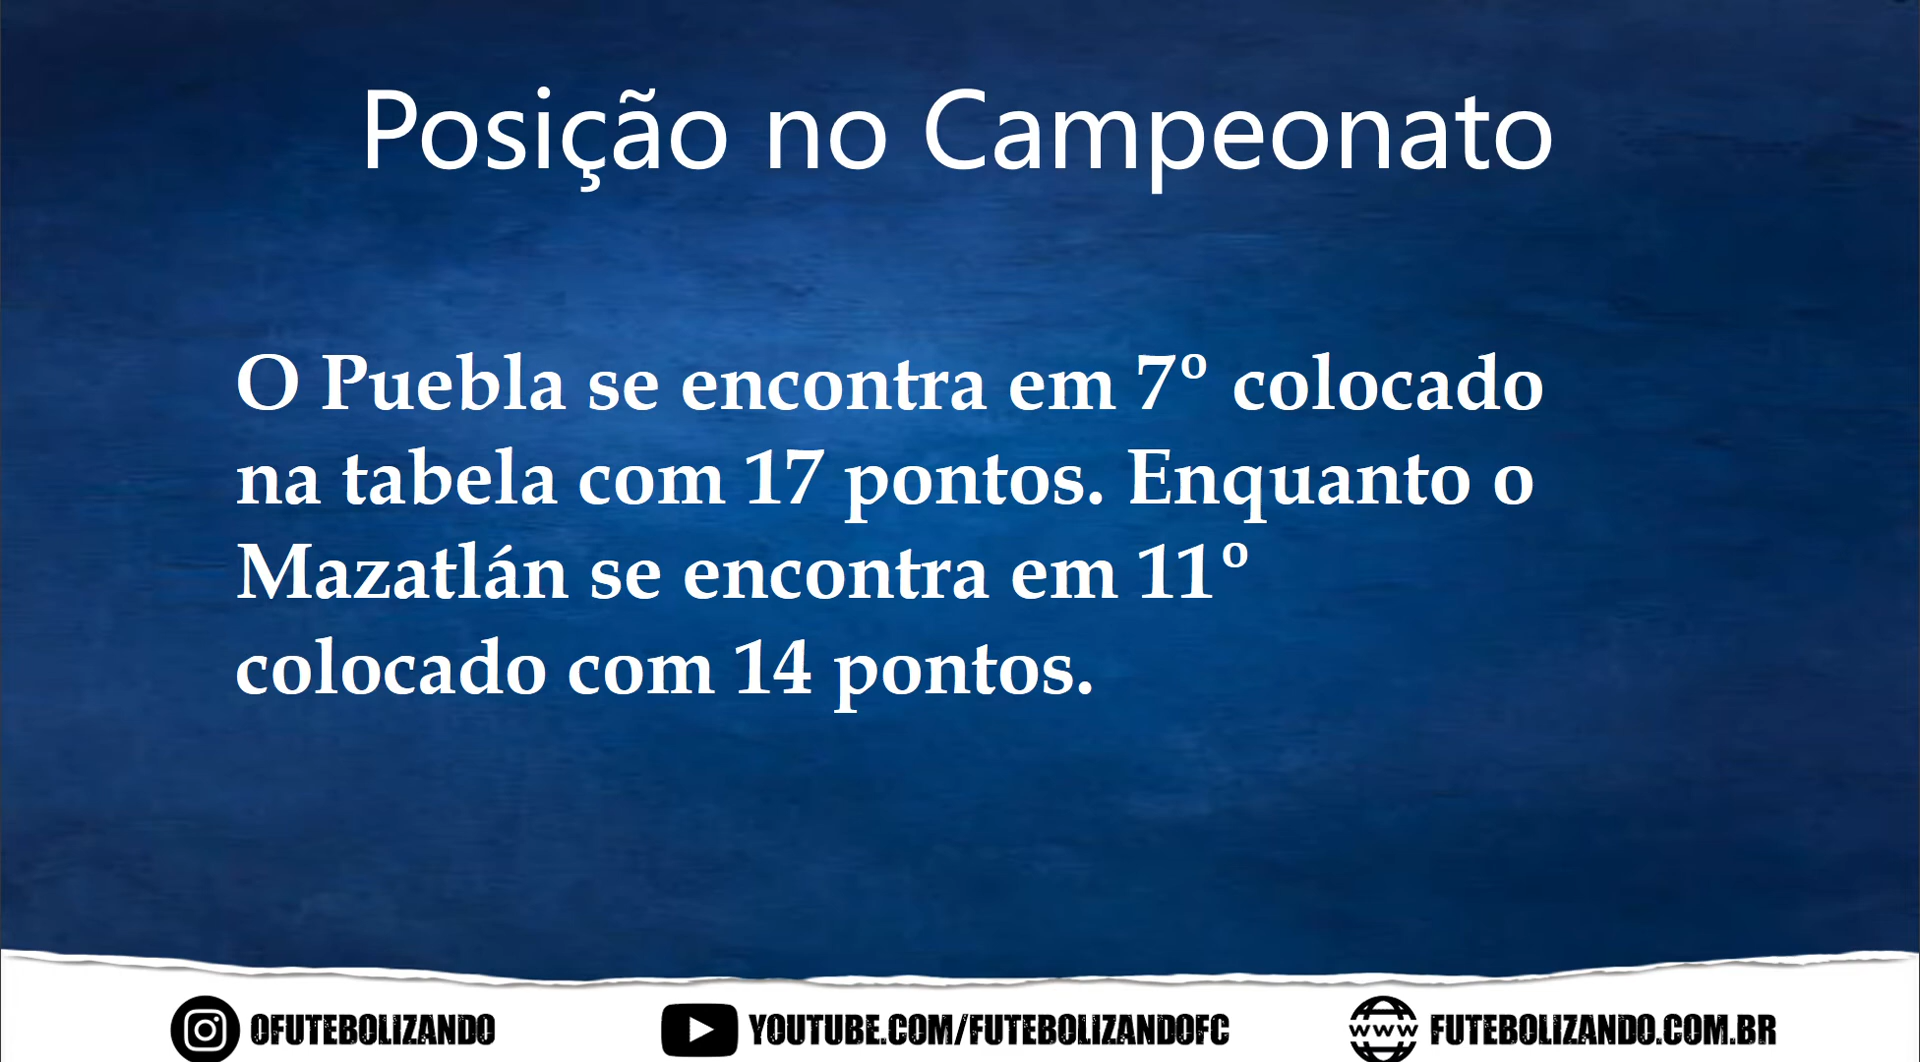 Posição no Campeonato
O Puebla se encontra em 7º colocado
na tabela com 17 pontos. Enquanto o
Mazatlán se encontra em 11º
colocado com 14 pontos.
OFUTEBOLIZANDO
YOUTUBE.COM/FUTEBOLIZANDOFC
WWW FUTEBOLIZANDO.COM.BR